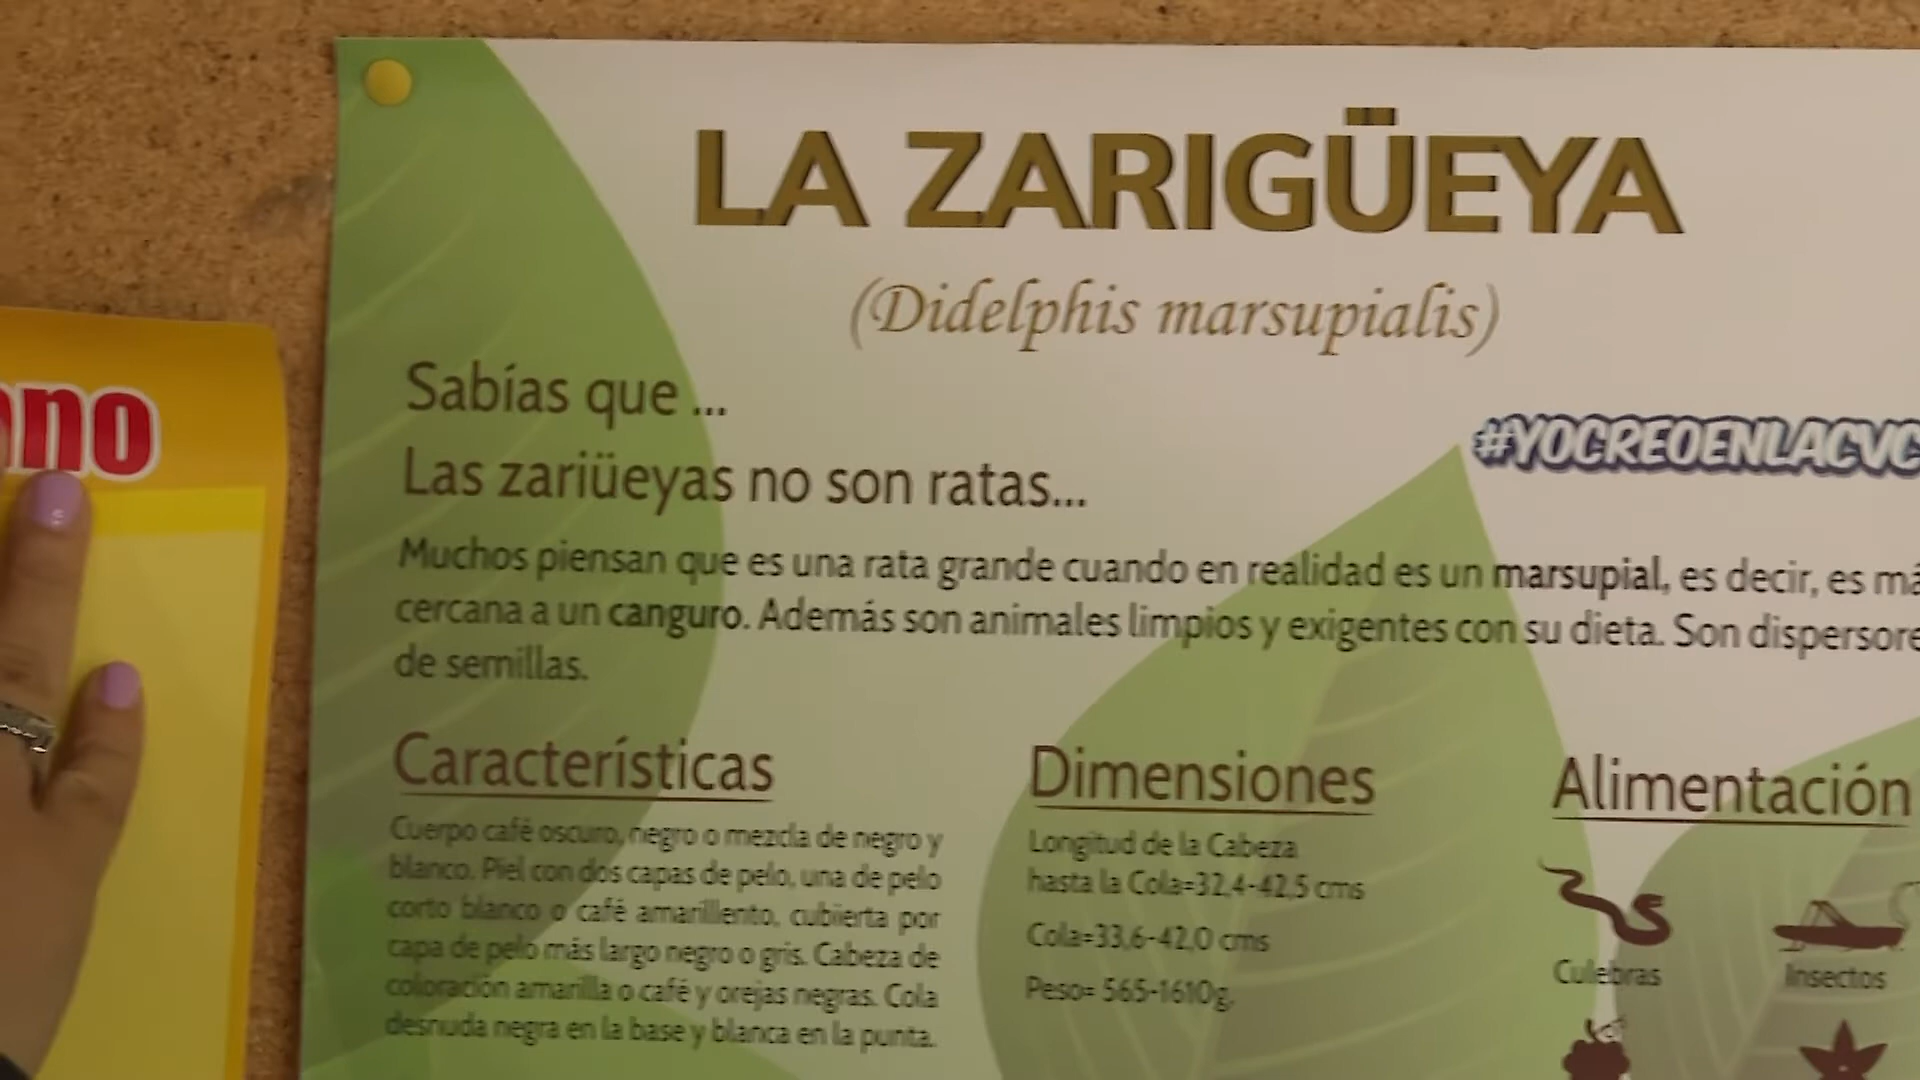 LA ZARIGÜEYA
(Didelphis marsupialis)
Sabías que ...
#YOCREOENLACVC
Las zariüeyas no son ratas...
Muchos piensan que es una rata grande cuando en realidad es un marsupial, es decir, es má
cercana a un canguro. Además son animales limpios y exigentes con su dieta. Son dispersore
de semillas.
Características
Cuerpo café oscuro, negro o mezcla de negro y
blanco. Piel con dos capas de pelo, una de pelo
corto blanco o café amarillento, cubierta por
capa de pelo más largo negro o gris. Cabeza de
coloración amarilla o café y orejas negras. Cola
desnuda negra en la base y blanca en la punta.
Dimensiones
Longitud de la Cabeza
hasta la Cola=32,4-42,5 cms
Cola=33,6-42,0 cms
Peso= 565-1610g.
Alimentación
Culebras
Insectos